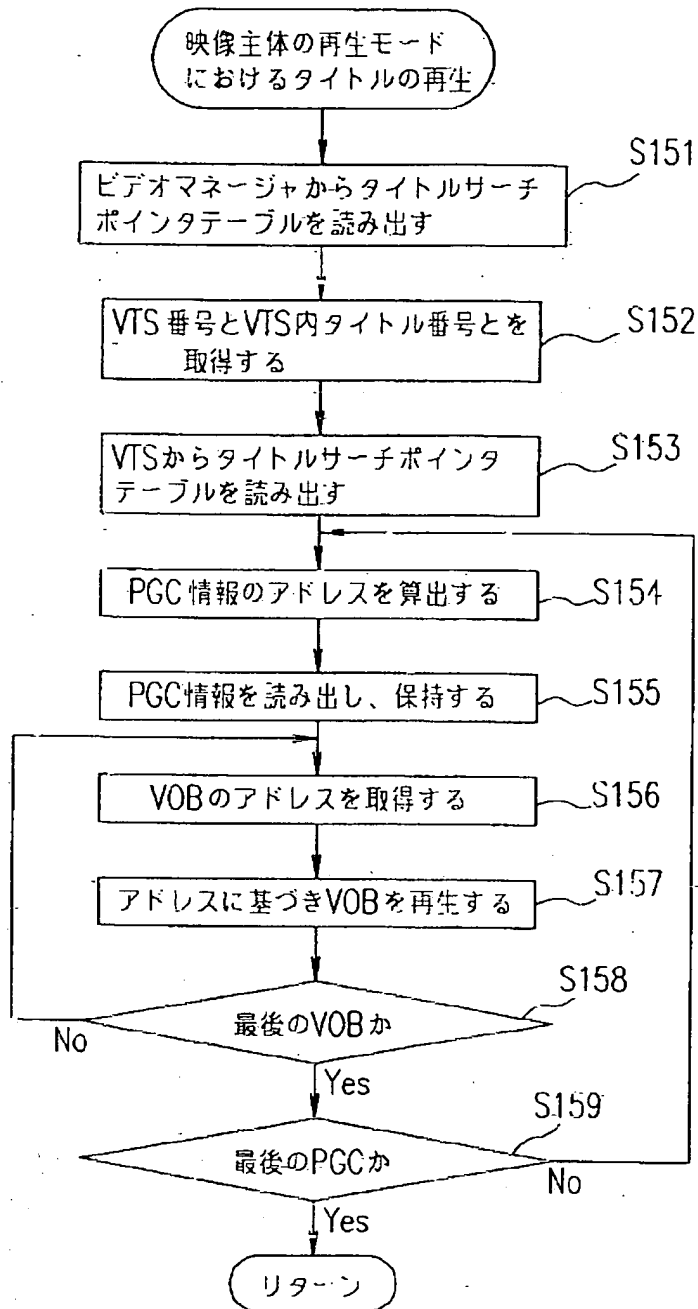 映像主体の再生モード
におけるタイトルの再生
S151
ビデオマネージャからタイトルサーチ
ポインタテーブルを読み出す
S152
VTS番号とVTS内タイトル番号とを
取得する
S153
VTSからタイトルサーチポインタ
テーブルを読み出す
PGC情報のアドレスを算出する
S154
PGC情報を読み出し、保持する
S155
VOBのアドレスを取得する
S156
アドレスに基づきVOBを再生する
S157
S158
最後のVOBか
No
Yes
S159
最後のPGCか
No
Yes
リターン